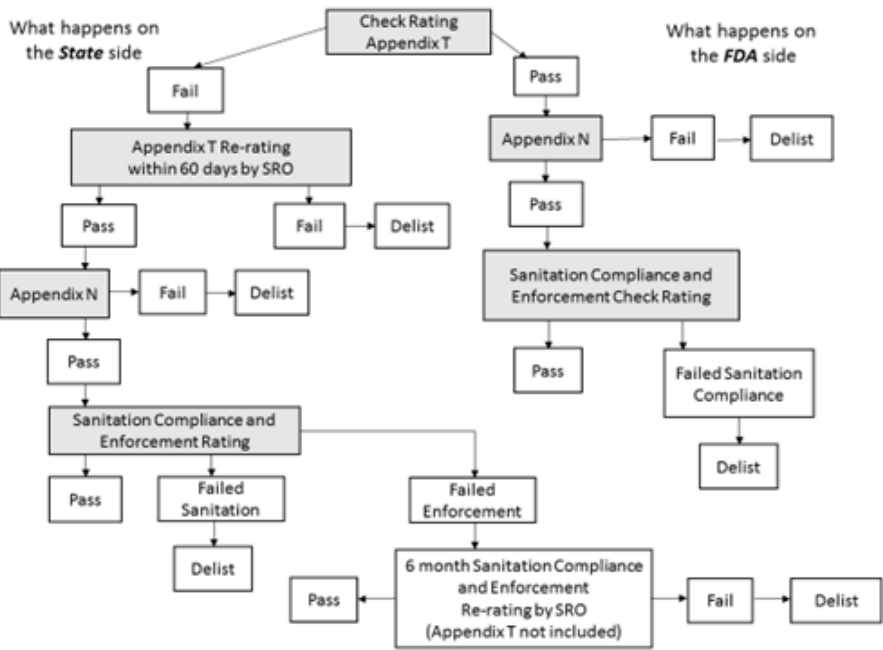 What happens on
the State side
Check Rating
Appendix T
What happens on
the FDA side
Fail
Pass
Appendix T Re-rating
within 60 days by SRO
Appendix N
Fail
Delist
Pass
Fail
Delist
Pass
Appendix N
Fail
Delist
Sanitation Compliance and
Enforcement Check Rating
Pass
Pass
Failed Sanitation
Compliance
Sanitation Compliance and
Enforcement Rating
Delist
Pass
Failed
Sanitation
Failed
Enforcement
Delist
6 month Sanitation Compliance
and Enforcement
Re-rating by SRO
(Appendix T not included)
Pass
Fail
Delist